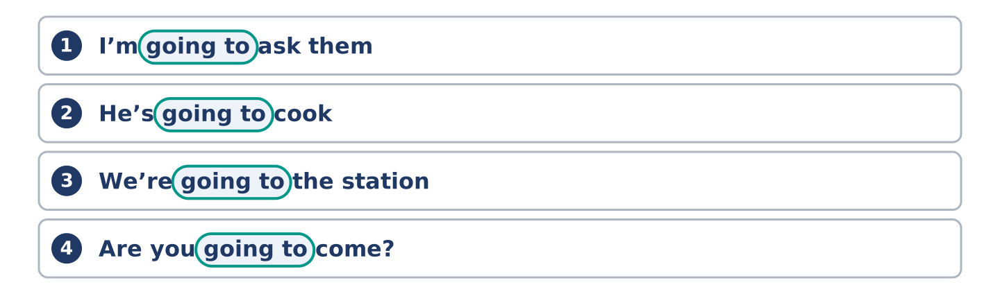 1 I’m going to ask them
2 He’s going to cook
3 We’re going to the station
4 Are you going to come?